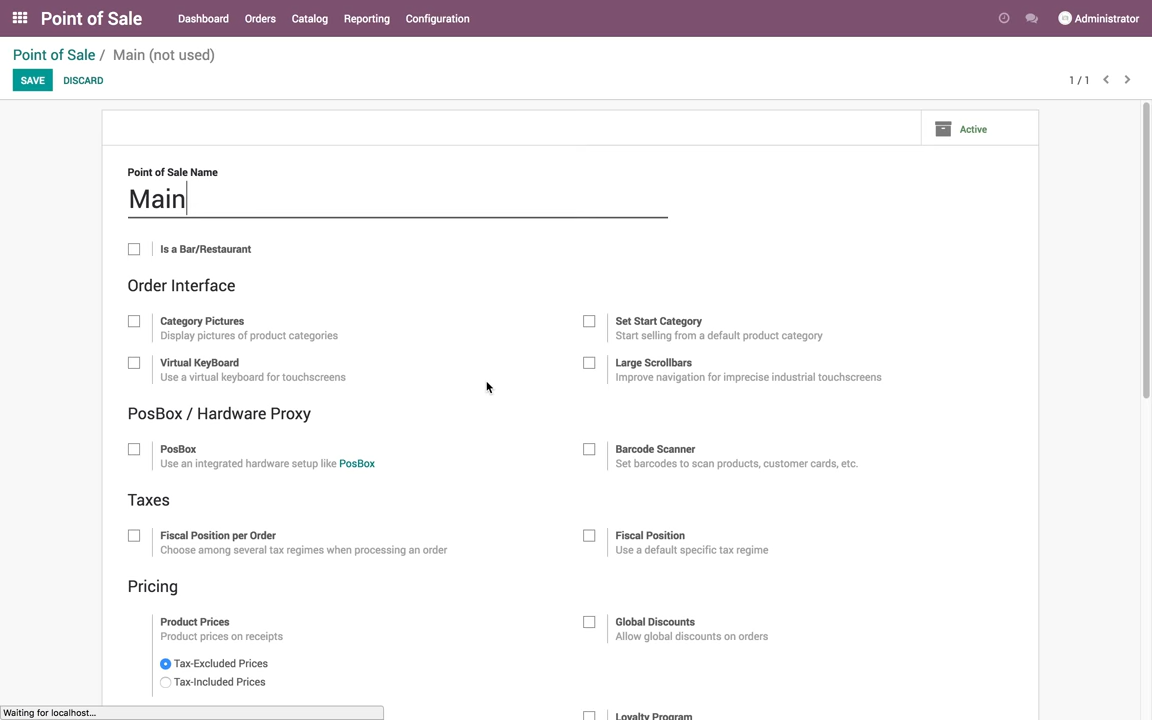 Point of Sale Dashboard Orders Catalog Reporting Configuration Administrator
Point of Sale / Main (not used)
SAVE DISCARD 1 / 1
Active
Point of Sale Name
Main
Is a Bar/Restaurant
Order Interface
Category Pictures Set Start Category
Display pictures of product categories Start selling from a default product category
Virtual KeyBoard Large Scrollbars
Use a virtual keyboard for touchscreens Improve navigation for imprecise industrial touchscreens
PosBox / Hardware Proxy
PosBox Barcode Scanner
Use an integrated hardware setup like PosBox Set barcodes to scan products, customer cards, etc.
Taxes
Fiscal Position per Order Fiscal Position
Choose among several tax regimes when processing an order Use a default specific tax regime
Pricing
Product Prices Global Discounts
Product prices on receipts Allow global discounts on orders
Tax-Excluded Prices
Tax-Included Prices
Waiting for localhost... Loyalty Program